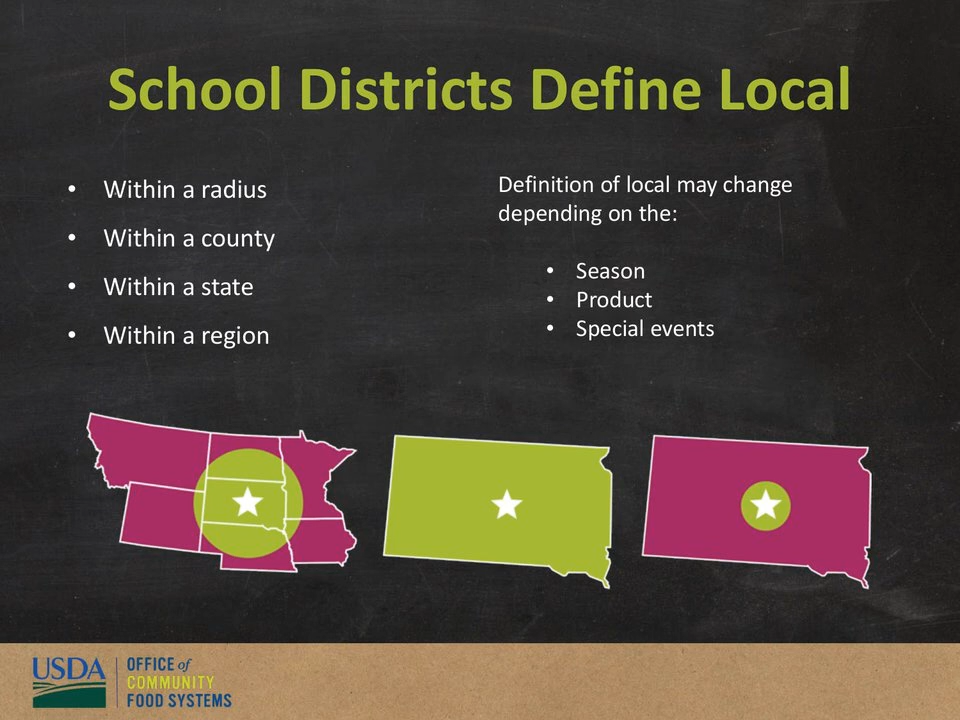 School Districts Define Local
• Within a radius
• Within a county
• Within a state
• Within a region
Definition of local may change
depending on the:
• Season
• Product
• Special events
USDA
OFFICE of
COMMUNITY
FOOD SYSTEMS